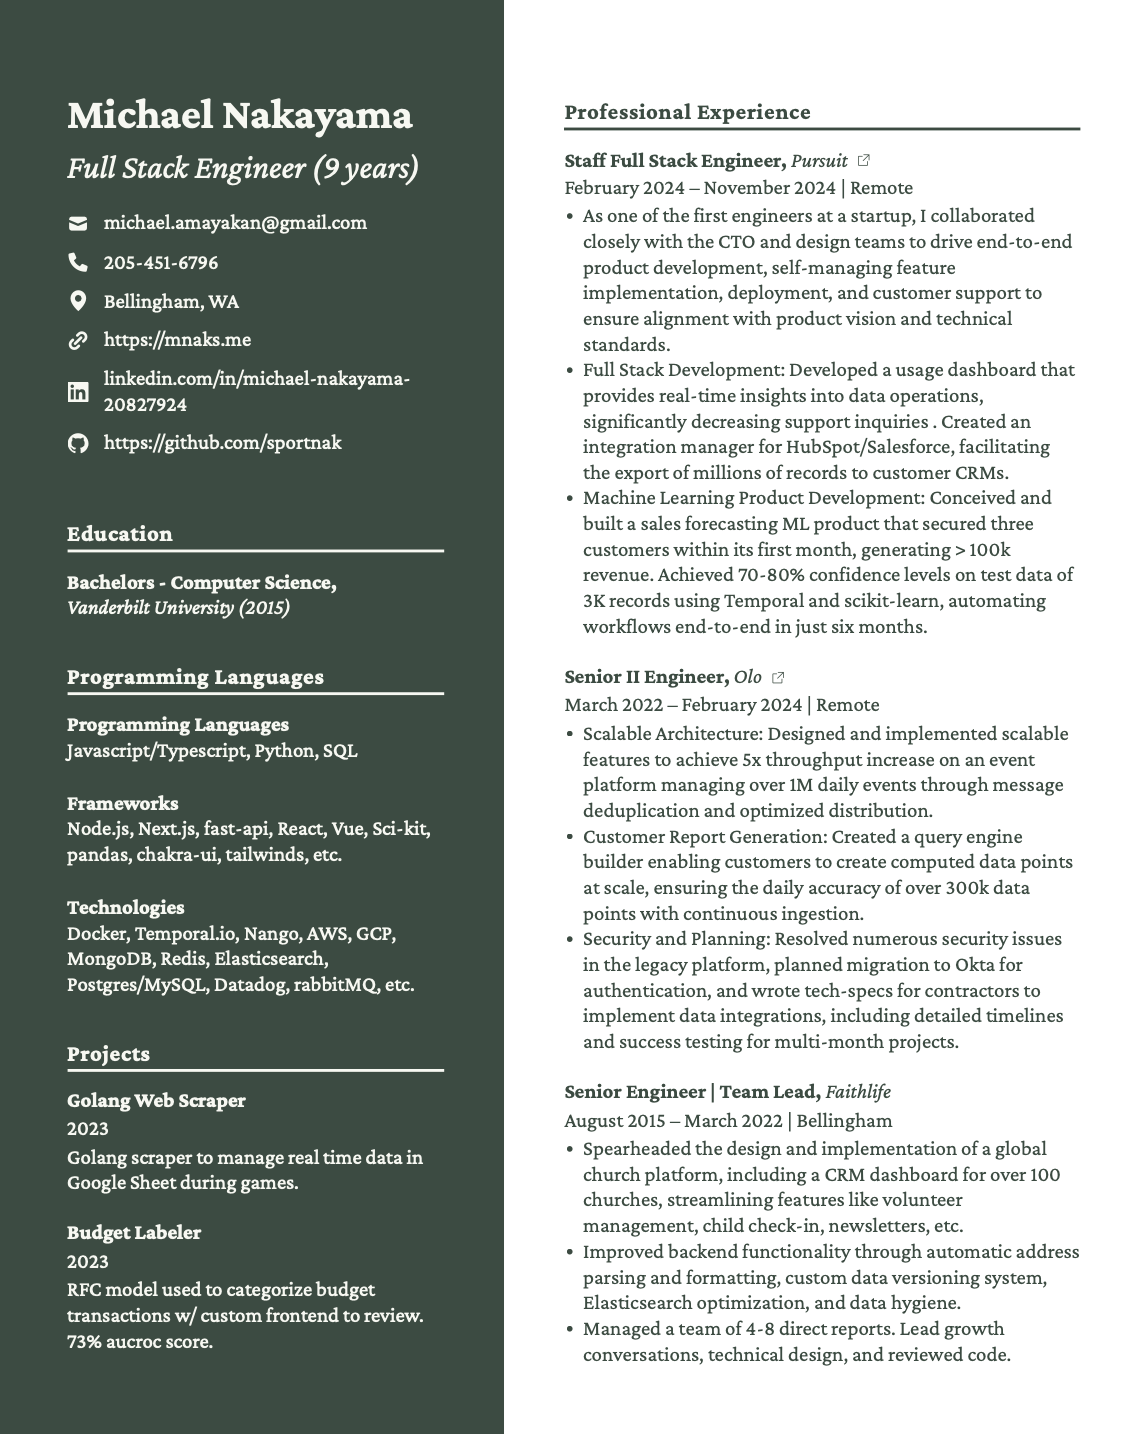 Michael Nakayama
Full Stack Engineer (9 years)
michael.amayakan@gmail.com
205-451-6796
Bellingham, WA
https://mnaks.me
linkedin.com/in/michael-nakayama-
20827924
https://github.com/sportnak
Education
Bachelors - Computer Science,
Vanderbilt University (2015)
Programming Languages
Programming Languages
Javascript/Typescript, Python, SQL
Frameworks
Node.js, Next.js, fast-api, React, Vue, Sci-kit,
pandas, chakra-ui, tailwinds, etc.
Technologies
Docker, Temporal.io, Nango, AWS, GCP,
MongoDB, Redis, Elasticsearch,
Postgres/MySQL, Datadog, rabbitMQ, etc.
Projects
Golang Web Scraper
2023
Golang scraper to manage real time data in
Google Sheet during games.
Budget Labeler
2023
RFC model used to categorize budget
transactions w/ custom frontend to review.
73% aucroc score.
Professional Experience
Staff Full Stack Engineer, Pursuit
February 2024 – November 2024 | Remote
• As one of the first engineers at a startup, I collaborated
closely with the CTO and design teams to drive end-to-end
product development, self-managing feature
implementation, deployment, and customer support to
ensure alignment with product vision and technical
standards.
• Full Stack Development: Developed a usage dashboard that
provides real-time insights into data operations,
significantly decreasing support inquiries . Created an
integration manager for HubSpot/Salesforce, facilitating
the export of millions of records to customer CRMs.
• Machine Learning Product Development: Conceived and
built a sales forecasting ML product that secured three
customers within its first month, generating > 100k
revenue. Achieved 70-80% confidence levels on test data of
3K records using Temporal and scikit-learn, automating
workflows end-to-end in just six months.
Senior II Engineer, Olo
March 2022 – February 2024 | Remote
• Scalable Architecture: Designed and implemented scalable
features to achieve 5x throughput increase on an event
platform managing over 1M daily events through message
deduplication and optimized distribution.
• Customer Report Generation: Created a query engine
builder enabling customers to create computed data points
at scale, ensuring the daily accuracy of over 300k data
points with continuous ingestion.
• Security and Planning: Resolved numerous security issues
in the legacy platform, planned migration to Okta for
authentication, and wrote tech-specs for contractors to
implement data integrations, including detailed timelines
and success testing for multi-month projects.
Senior Engineer | Team Lead, Faithlife
August 2015 – March 2022 | Bellingham
• Spearheaded the design and implementation of a global
church platform, including a CRM dashboard for over 100
churches, streamlining features like volunteer
management, child check-in, newsletters, etc.
• Improved backend functionality through automatic address
parsing and formatting, custom data versioning system,
Elasticsearch optimization, and data hygiene.
• Managed a team of 4-8 direct reports. Lead growth
conversations, technical design, and reviewed code.